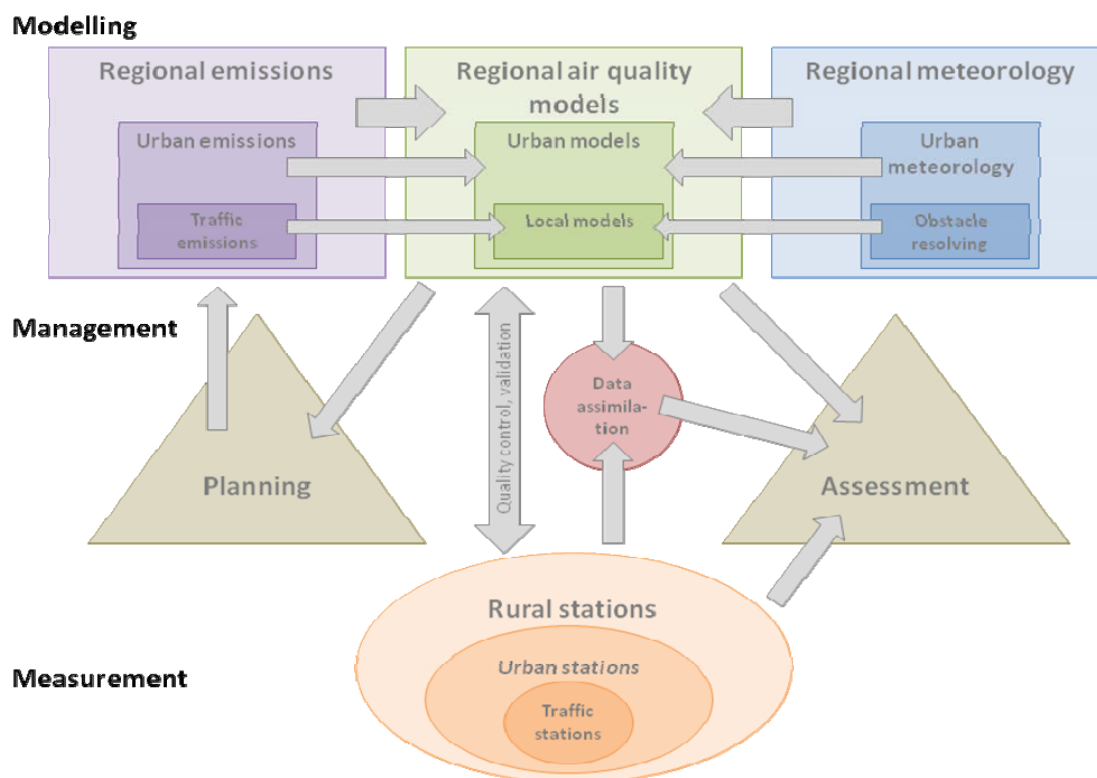 Modelling
Regional emissions
Regional air quality
models
Regional meteorology
Urban emissions
Urban models
Urban
meteorology
Traffic
emissions
Local models
Obstacle
resolving
Management
Quality control, validation
Data
assimila-
tion
Planning
Assessment
Rural stations
Measurement
Urban stations
Traffic
stations